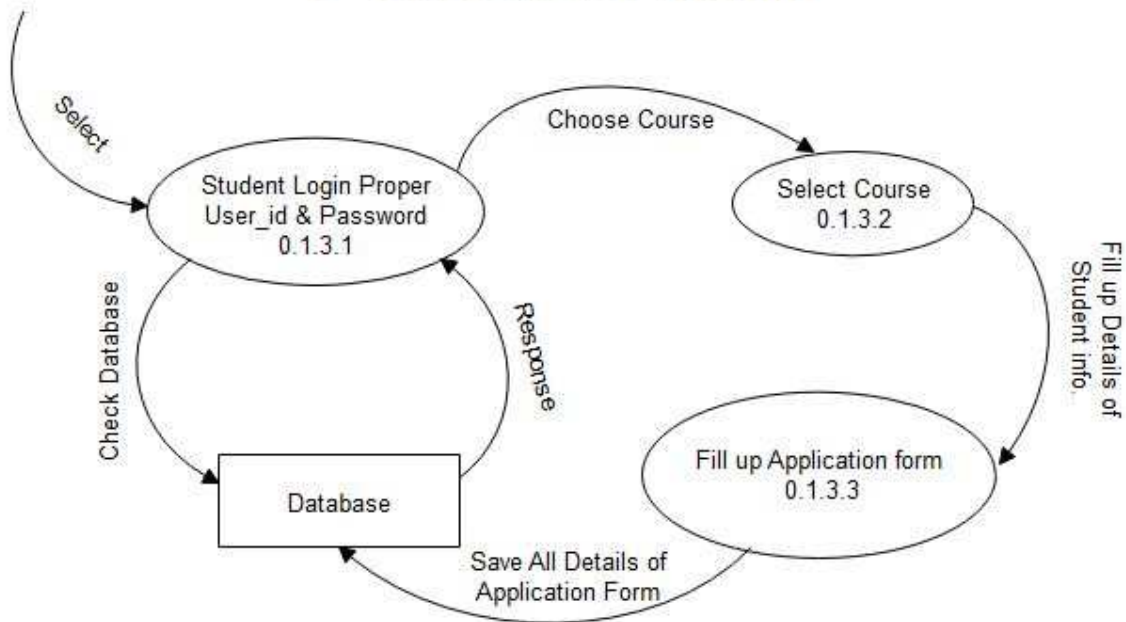 Select
Choose Course
Student Login Proper
User_id & Password
0.1.3.1
Select Course
0.1.3.2
Fill up Details of
Student info.
Check Database
Response
Fill up Application form
0.1.3.3
Database
Save All Details of
Application Form